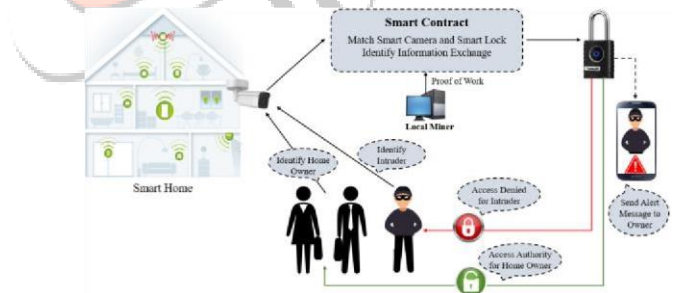 Smart Contract
Match Smart Camera and Smart Lock
Identify Information Exchange
Proof of Work
Local Miner
Identify Home
Owner
Identify
Intruder
Smart Home
Access Denied
for Intruder
Send Alert
Message to
Owner
Access Authority
for Home Owner